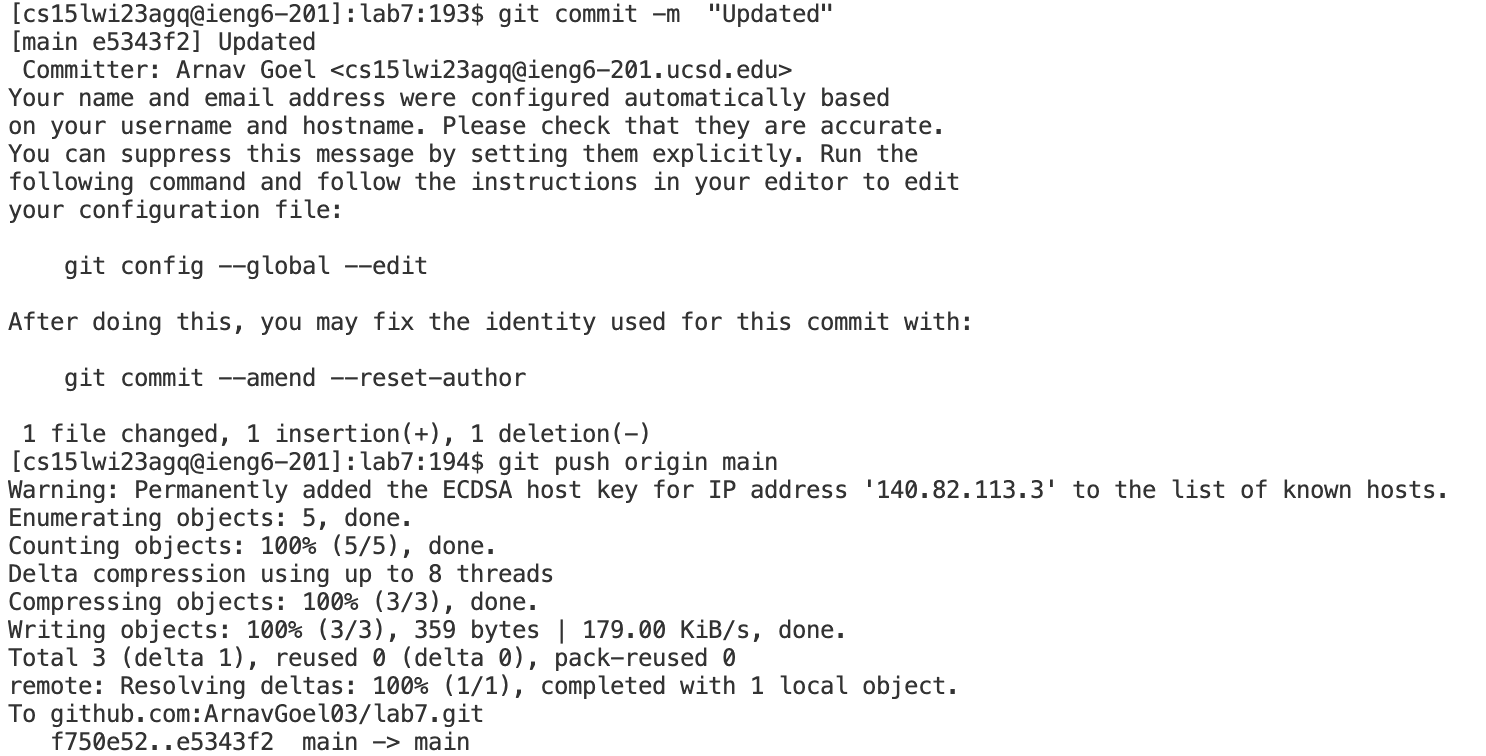 [cs15lwi23agq@ieng6-201]:lab7:193$ git commit -m  "Updated"
[main e5343f2] Updated
 Committer: Arnav Goel <cs15lwi23agq@ieng6-201.ucsd.edu>
Your name and email address were configured automatically based
on your username and hostname. Please check that they are accurate.
You can suppress this message by setting them explicitly. Run the
following command and follow the instructions in your editor to edit
your configuration file:

    git config --global --edit

After doing this, you may fix the identity used for this commit with:

    git commit --amend --reset-author

 1 file changed, 1 insertion(+), 1 deletion(-)
[cs15lwi23agq@ieng6-201]:lab7:194$ git push origin main
Warning: Permanently added the ECDSA host key for IP address '140.82.113.3' to the list of known hosts.
Enumerating objects: 5, done.
Counting objects: 100% (5/5), done.
Delta compression using up to 8 threads
Compressing objects: 100% (3/3), done.
Writing objects: 100% (3/3), 359 bytes | 179.00 KiB/s, done.
Total 3 (delta 1), reused 0 (delta 0), pack-reused 0
remote: Resolving deltas: 100% (1/1), completed with 1 local object.
To github.com:ArnavGoel03/lab7.git
   f750e52..e5343f2  main -> main